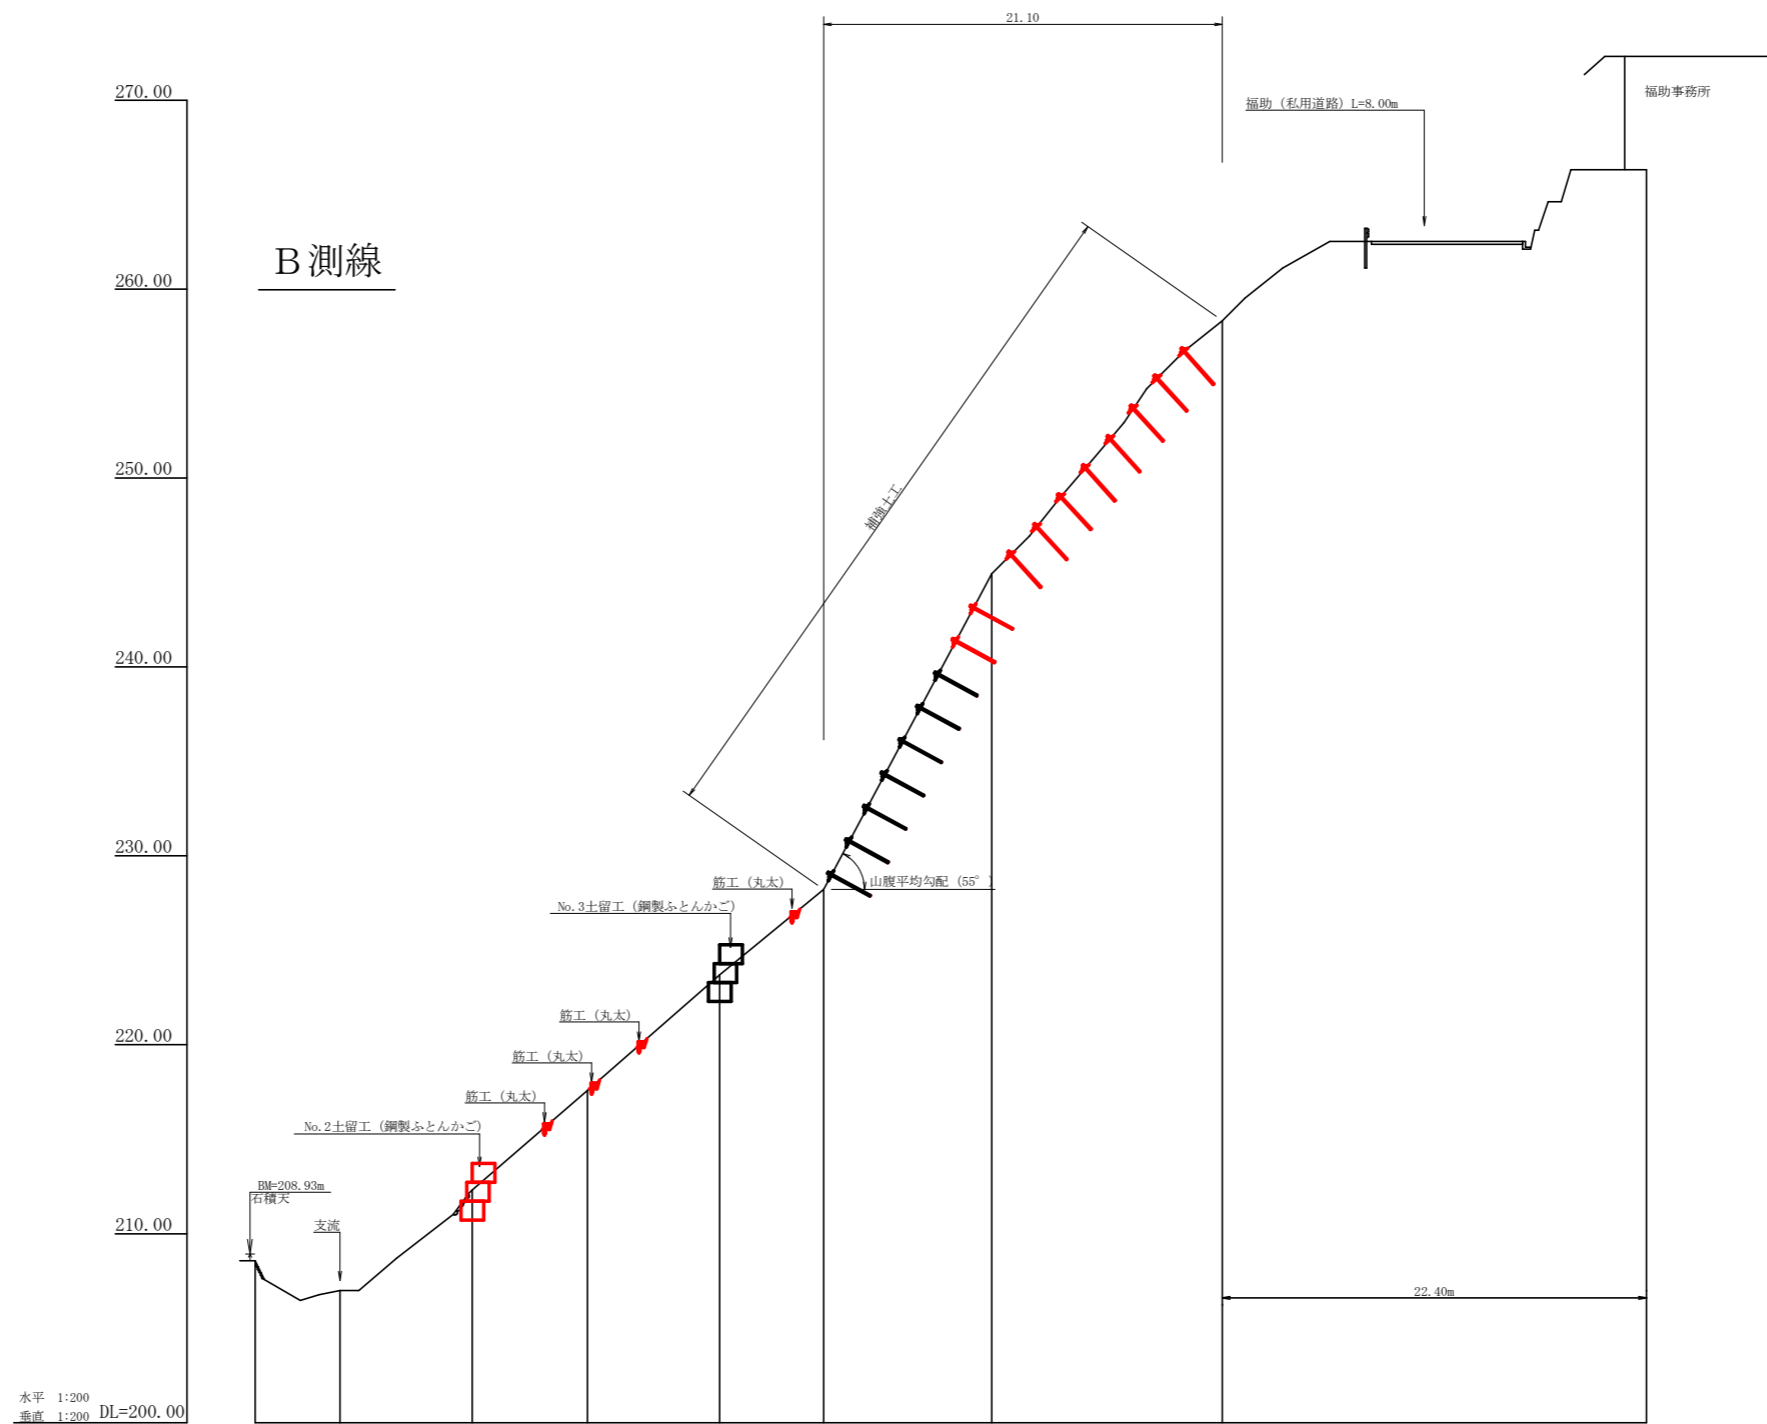 21.10
270.00
福助事務所
福助 (私用道路) L=8.00m
B測線
260.00
250.00
補強土工
240.00
230.00
筋工 (丸太)
山腹平均勾配 (55°)
No.3土留工 (鋼製ふとんかご)
筋工 (丸太)
220.00
筋工 (丸太)
筋工 (丸太)
No.2土留工 (鋼製ふとんかご)
BM=208.93m
石積天
支流
210.00
22.40m
水平 1:200
垂直 1:200 DL=200.00